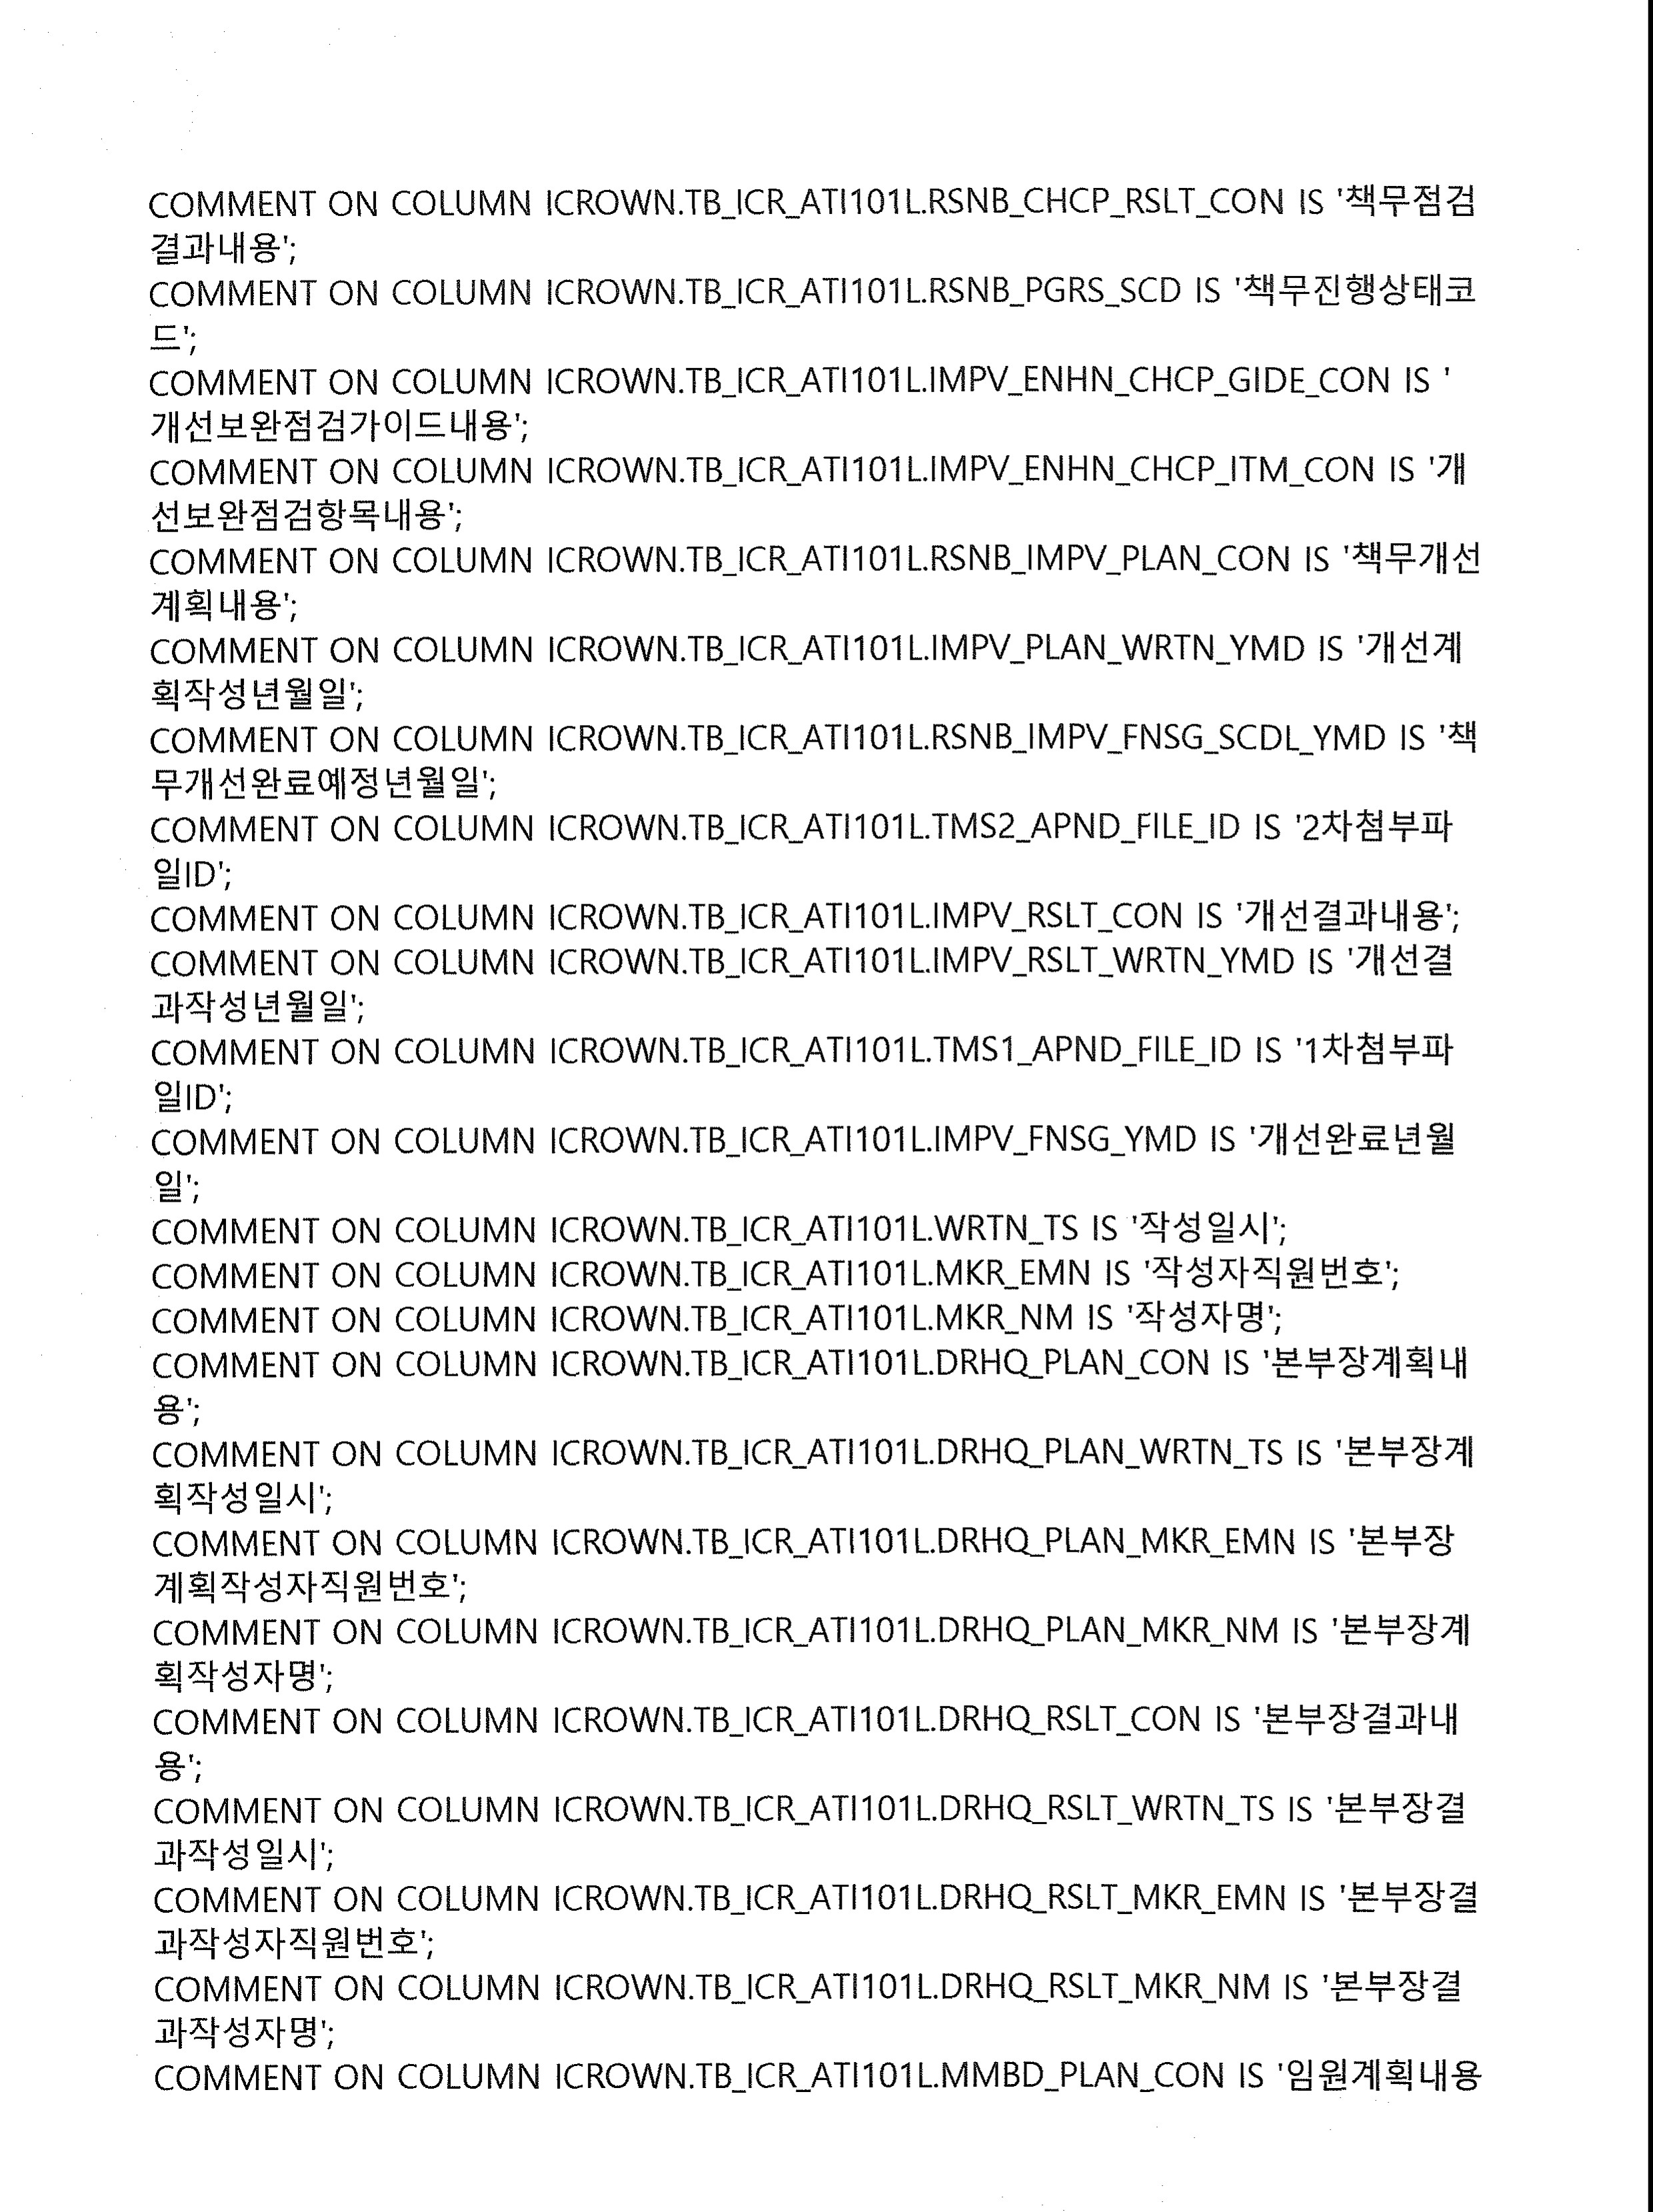 COMMENT ON COLUMN ICROWN.TB_ICR_ATI101L.RSNB_CHCP_RSLT_CON IS '책무점검
결과내용';
COMMENT ON COLUMN ICROWN.TB_ICR_ATI101L.RSNB_PGRS_SCD IS '책무진행상태코
드';
COMMENT ON COLUMN ICROWN.TB_ICR_ATI101L.IMPV_ENHN_CHCP_GIDE_CON IS '
개선보완점검가이드내용';
COMMENT ON COLUMN ICROWN.TB_ICR_ATI101L.IMPV_ENHN_CHCP_ITM_CON IS '개
선보완점검항목내용';
COMMENT ON COLUMN ICROWN.TB_ICR_ATI101L.RSNB_IMPV_PLAN_CON IS '책무개선
계획내용';
COMMENT ON COLUMN ICROWN.TB_ICR_ATI101L.IMPV_PLAN_WRTN_YMD IS '개선계
획작성년월일';
COMMENT ON COLUMN ICROWN.TB_ICR_ATI101L.RSNB_IMPV_FNSG_SCDL_YMD IS '책
무개선완료예정년월일';
COMMENT ON COLUMN ICROWN.TB_ICR_ATI101L.TMS2_APND_FILE_ID IS '2차첨부파
일ID';
COMMENT ON COLUMN ICROWN.TB_ICR_ATI101L.IMPV_RSLT_CON IS '개선결과내용';
COMMENT ON COLUMN ICROWN.TB_ICR_ATI101L.IMPV_RSLT_WRTN_YMD IS '개선결
과작성년월일';
COMMENT ON COLUMN ICROWN.TB_ICR_ATI101L.TMS1_APND_FILE_ID IS '1차첨부파
일ID';
COMMENT ON COLUMN ICROWN.TB_ICR_ATI101L.IMPV_FNSG_YMD IS '개선완료년월
일';
COMMENT ON COLUMN ICROWN.TB_ICR_ATI101L.WRTN_TS IS '작성일시';
COMMENT ON COLUMN ICROWN.TB_ICR_ATI101L.MKR_EMN IS '작성자직원번호';
COMMENT ON COLUMN ICROWN.TB_ICR_ATI101L.MKR_NM IS '작성자명';
COMMENT ON COLUMN ICROWN.TB_ICR_ATI101L.DRHQ_PLAN_CON IS '본부장계획내
용';
COMMENT ON COLUMN ICROWN.TB_ICR_ATI101L.DRHQ_PLAN_WRTN_TS IS '본부장계
획작성일시';
COMMENT ON COLUMN ICROWN.TB_ICR_ATI101L.DRHQ_PLAN_MKR_EMN IS '본부장
계획작성자직원번호';
COMMENT ON COLUMN ICROWN.TB_ICR_ATI101L.DRHQ_PLAN_MKR_NM IS '본부장계
획작성자명';
COMMENT ON COLUMN ICROWN.TB_ICR_ATI101L.DRHQ_RSLT_CON IS '본부장결과내
용';
COMMENT ON COLUMN ICROWN.TB_ICR_ATI101L.DRHQ_RSLT_WRTN_TS IS '본부장결
과작성일시';
COMMENT ON COLUMN ICROWN.TB_ICR_ATI101L.DRHQ_RSLT_MKR_EMN IS '본부장결
과작성자직원번호';
COMMENT ON COLUMN ICROWN.TB_ICR_ATI101L.DRHQ_RSLT_MKR_NM IS '본부장결
과작성자명';
COMMENT ON COLUMN ICROWN.TB_ICR_ATI101L.MMBD_PLAN_CON IS '임원계획내용